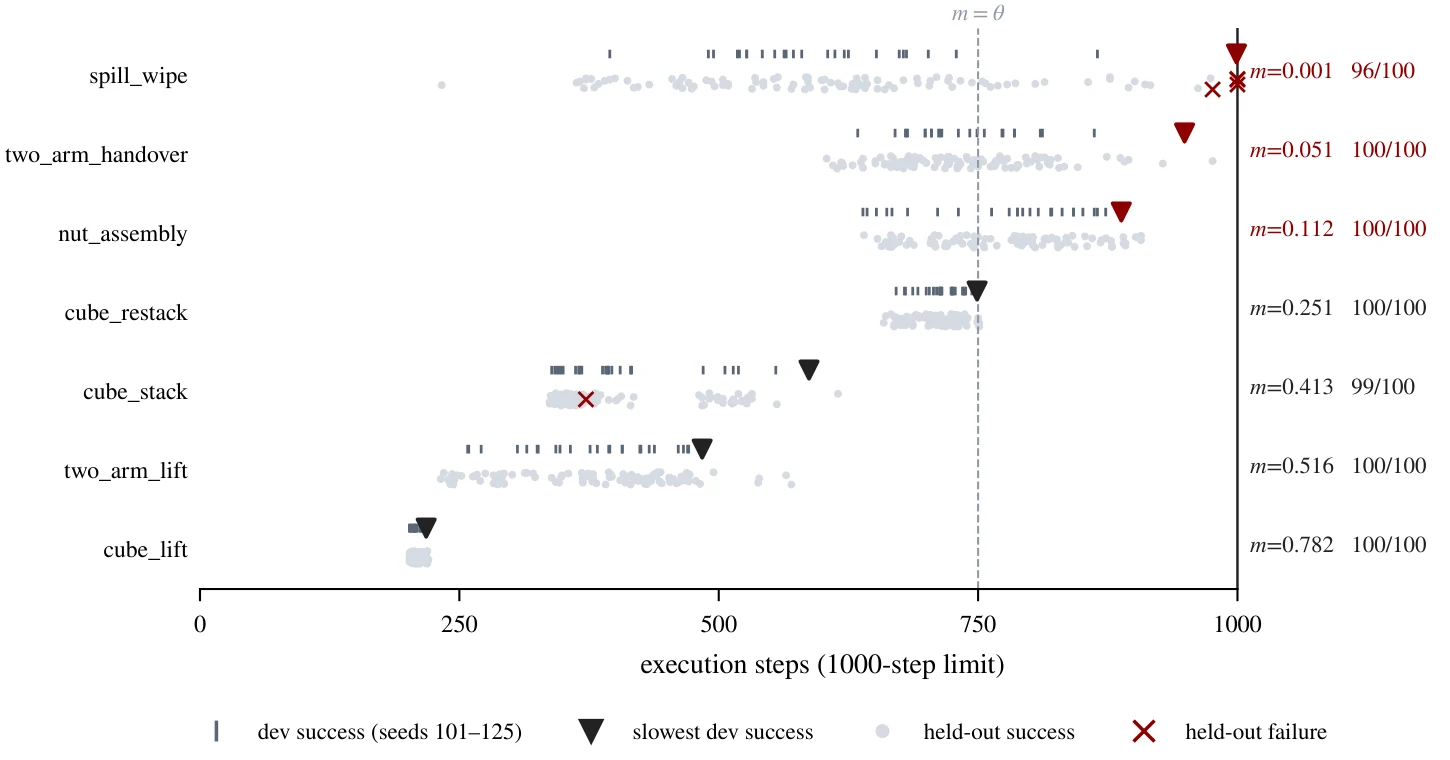 m = θ
spill_wipe
m=0.001 96/100
two_arm_handover
m=0.051 100/100
nut_assembly
m=0.112 100/100
cube_restack
m=0.251 100/100
cube_stack
m=0.413 99/100
two_arm_lift
m=0.516 100/100
cube_lift
m=0.782 100/100
0 250 500 750 1000
execution steps (1000-step limit)
dev success (seeds 101–125) slowest dev success held-out success held-out failure